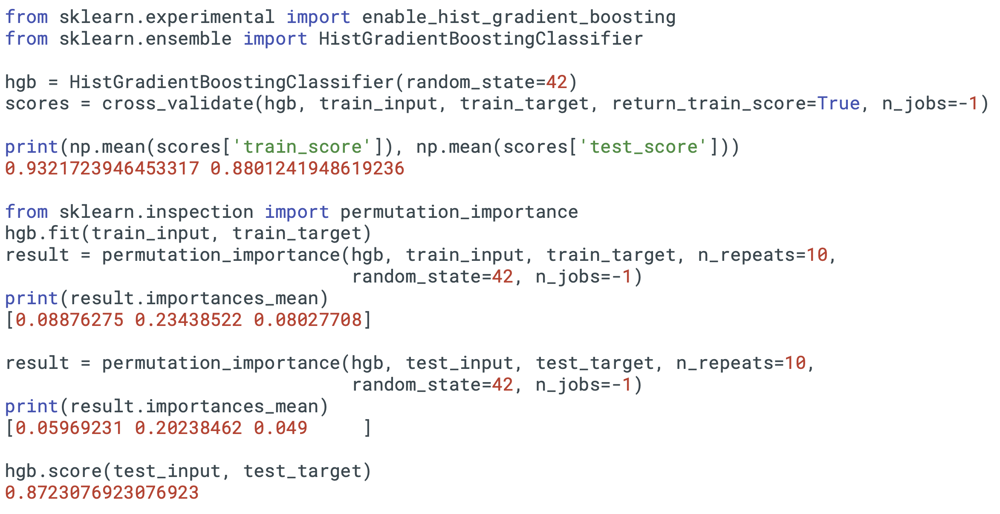 from sklearn.experimental import enable_hist_gradient_boosting
from sklearn.ensemble import HistGradientBoostingClassifier

hgb = HistGradientBoostingClassifier(random_state=42)
scores = cross_validate(hgb, train_input, train_target, return_train_score=True, n_jobs=-1)

print(np.mean(scores['train_score']), np.mean(scores['test_score']))
0.9321723946453317 0.8801241948619236

from sklearn.inspection import permutation_importance
hgb.fit(train_input, train_target)
result = permutation_importance(hgb, train_input, train_target, n_repeats=10,
                                random_state=42, n_jobs=-1)
print(result.importances_mean)
[0.08876275 0.23438522 0.08027708]

result = permutation_importance(hgb, test_input, test_target, n_repeats=10,
                                random_state=42, n_jobs=-1)
print(result.importances_mean)
[0.05969231 0.20238462 0.049     ]

hgb.score(test_input, test_target)
0.8723076923076923